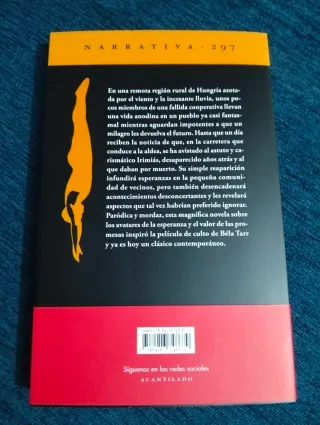 NARRATIVA · 297
En una remota región rural de Hungría azota-
da por el viento y la incesante lluvia, unos po-
cos miembros de una fallida cooperativa llevan
una vida anodina en un pueblo ya casi fantas-
mal mientras aguardan impotentes a que un
milagro les devuelva el futuro. Hasta que un día
reciben la noticia de que, en la carretera que
conduce a la aldea, se ha avistado al astuto y ca-
rismático Irimiás, desaparecido años atrás y al
que daban por muerto. Su simple reaparición
infundirá esperanzas en la pequeña comuni-
dad de vecinos, pero también desencadenará
acontecimientos desconcertantes y les revelará
aspectos que tal vez habrían preferido ignorar.
Paródica y mordaz, esta magnífica novela sobre
los avatares de la esperanza y el valor de las pro-
mesas inspiró la película de culto de Béla Tarr
y ya es hoy un clásico contemporáneo.
Síguenos en las redes sociales
ACANTILADO